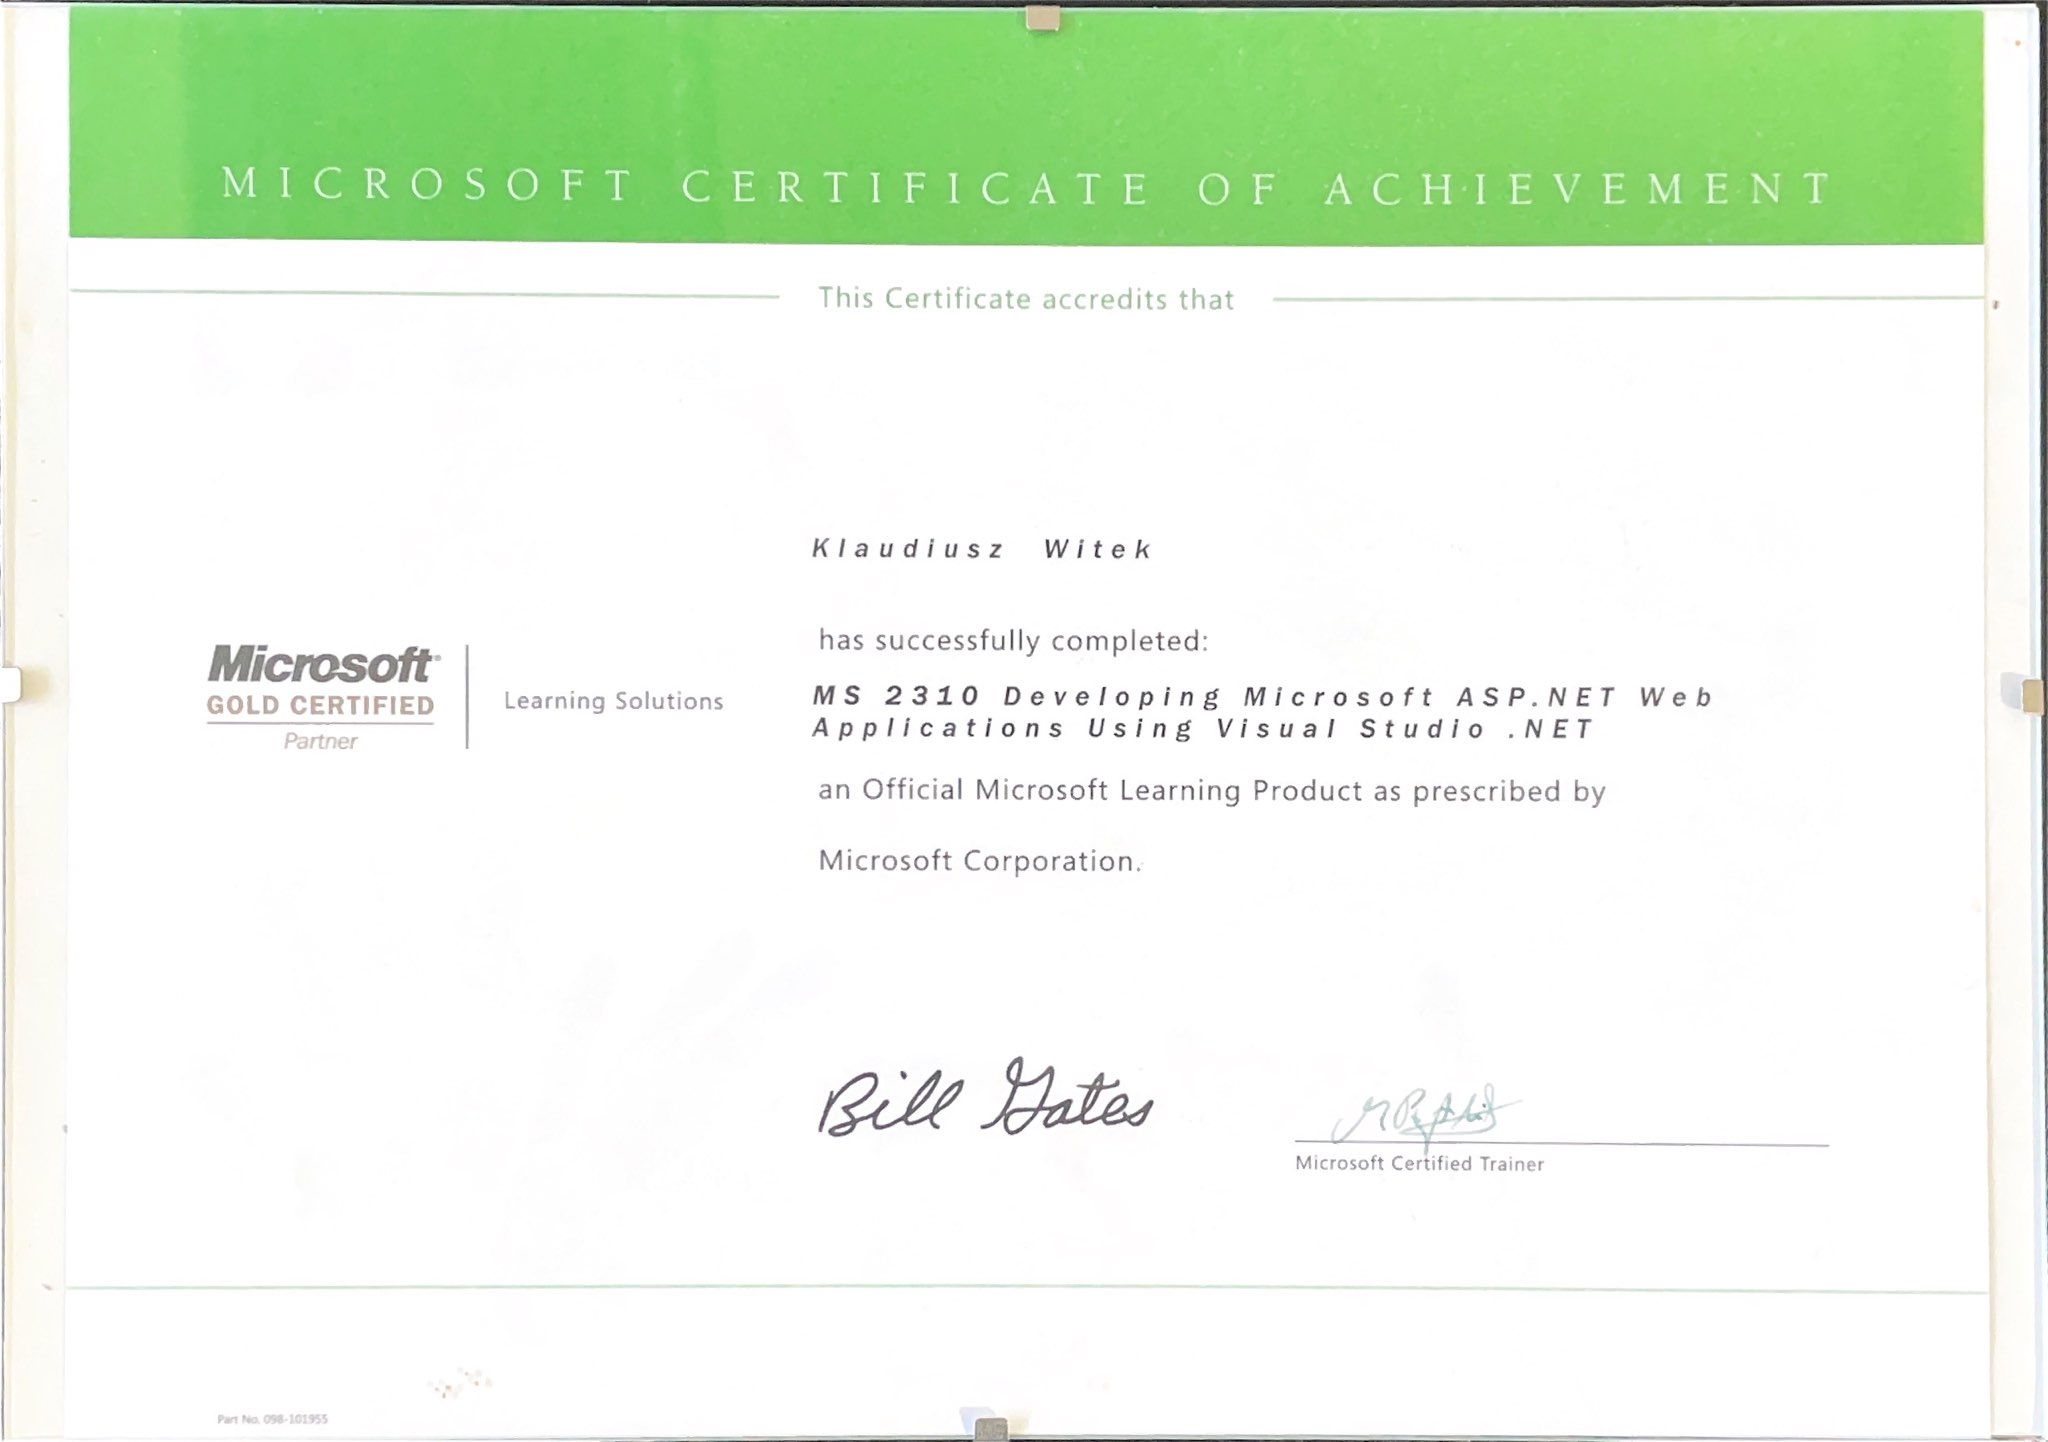 MICROSOFT CERTIFICATE OF ACHIEVEMENT
This Certificate accredits that
Klaudiusz Witek
has successfully completed:
Microsoft®
GOLD CERTIFIED
Partner
Learning Solutions
MS 2310 Developing Microsoft ASP.NET Web
Applications Using Visual Studio .NET
an Official Microsoft Learning Product as prescribed by
Microsoft Corporation.
Bill Gates
Microsoft Certified Trainer
Part No. 098-101955